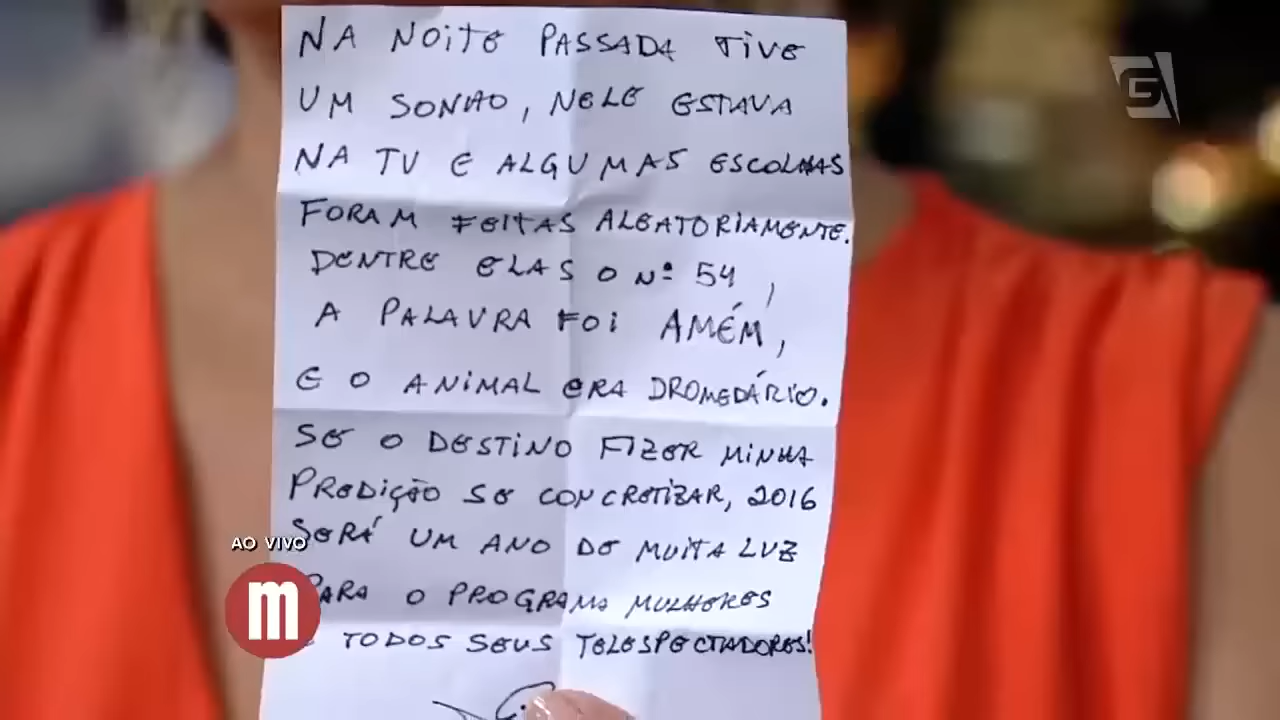 NA NOITE PASSADA TIVE
UM SONHO, NELE ESTAVA
NA TV E ALGUMAS ESCOLHAS
FORAM FEITAS ALEATORIAMENTE.
DENTRE ELAS O Nº 54,
A PALAVRA FOI AMÉM,
E O ANIMAL ERA DROMEDÁRIO.
SE O DESTINO FIZER MINHA
PREDIÇÃO SE CONCRETIZAR, 2016
SERÁ UM ANO DE MUITA LUZ
PARA O PROGRAMA MULHERES
TODOS SEUS TELESPECTADORES!
AO VIVO
m
G